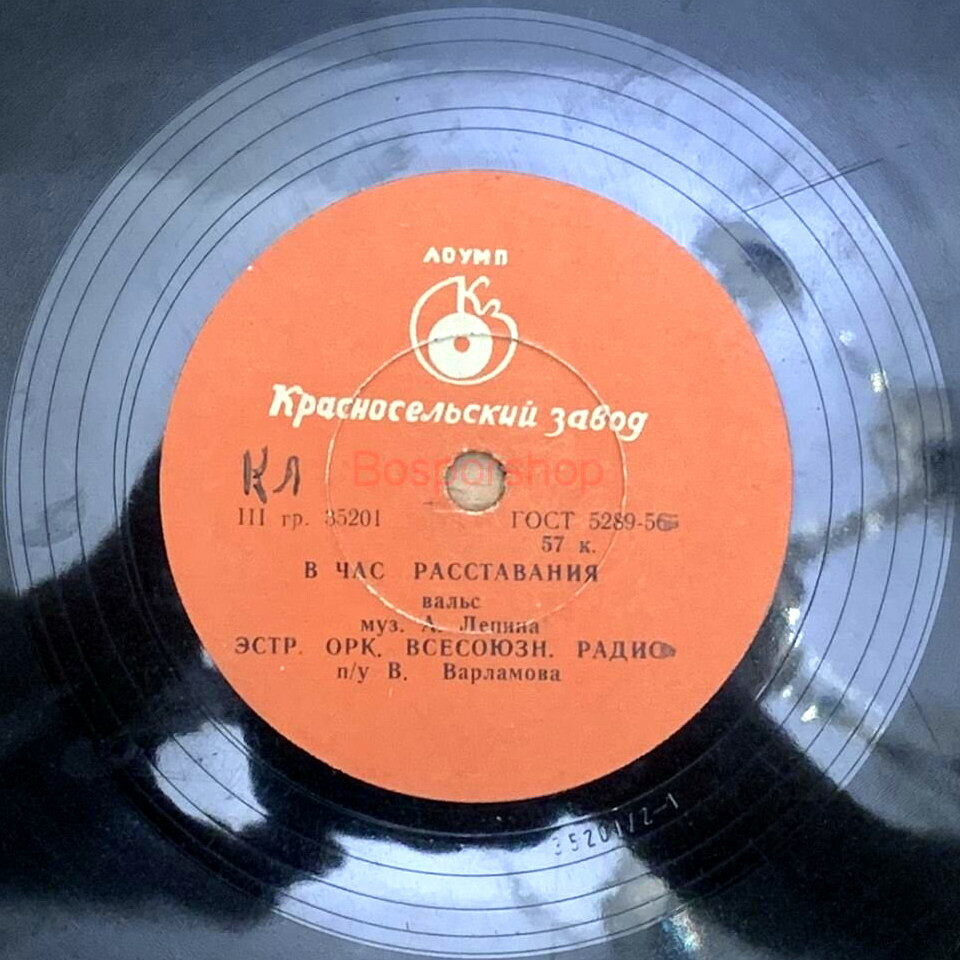 ЛОУМП
К
Красносельский завод
Bosporshop
КЛ
III гр. 35201
ГОСТ 5289-56
57 к.
В ЧАС РАССТАВАНИЯ
вальс
муз. А. Лепина
ЭСТР. ОРК. ВСЕСОЮЗН. РАДИО
п/у В. Варламова
35201/2-1